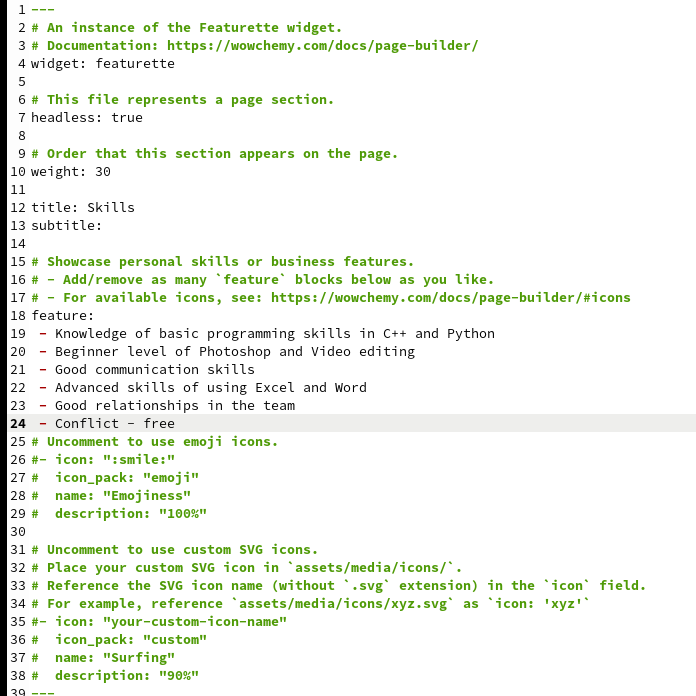 1 ---
2 # An instance of the Featurette widget.
3 # Documentation: https://wowchemy.com/docs/page-builder/
4 widget: featurette
5
6 # This file represents a page section.
7 headless: true
8
9 # Order that this section appears on the page.
10 weight: 30
11
12 title: Skills
13 subtitle:
14
15 # Showcase personal skills or business features.
16 # - Add/remove as many `feature` blocks below as you like.
17 # - For available icons, see: https://wowchemy.com/docs/page-builder/#icons
18 feature:
19  - Knowledge of basic programming skills in C++ and Python
20  - Beginner level of Photoshop and Video editing
21  - Good communication skills
22  - Advanced skills of using Excel and Word
23  - Good relationships in the team
24  - Conflict - free
25 # Uncomment to use emoji icons.
26 #- icon: ":smile:"
27 #  icon_pack: "emoji"
28 #  name: "Emojiness"
29 #  description: "100%"
30
31 # Uncomment to use custom SVG icons.
32 # Place your custom SVG icon in `assets/media/icons/`.
33 # Reference the SVG icon name (without `.svg` extension) in the `icon` field.
34 # For example, reference `assets/media/icons/xyz.svg` as `icon: 'xyz'`
35 #- icon: "your-custom-icon-name"
36 #  icon_pack: "custom"
37 #  name: "Surfing"
38 #  description: "90%"
39 ---